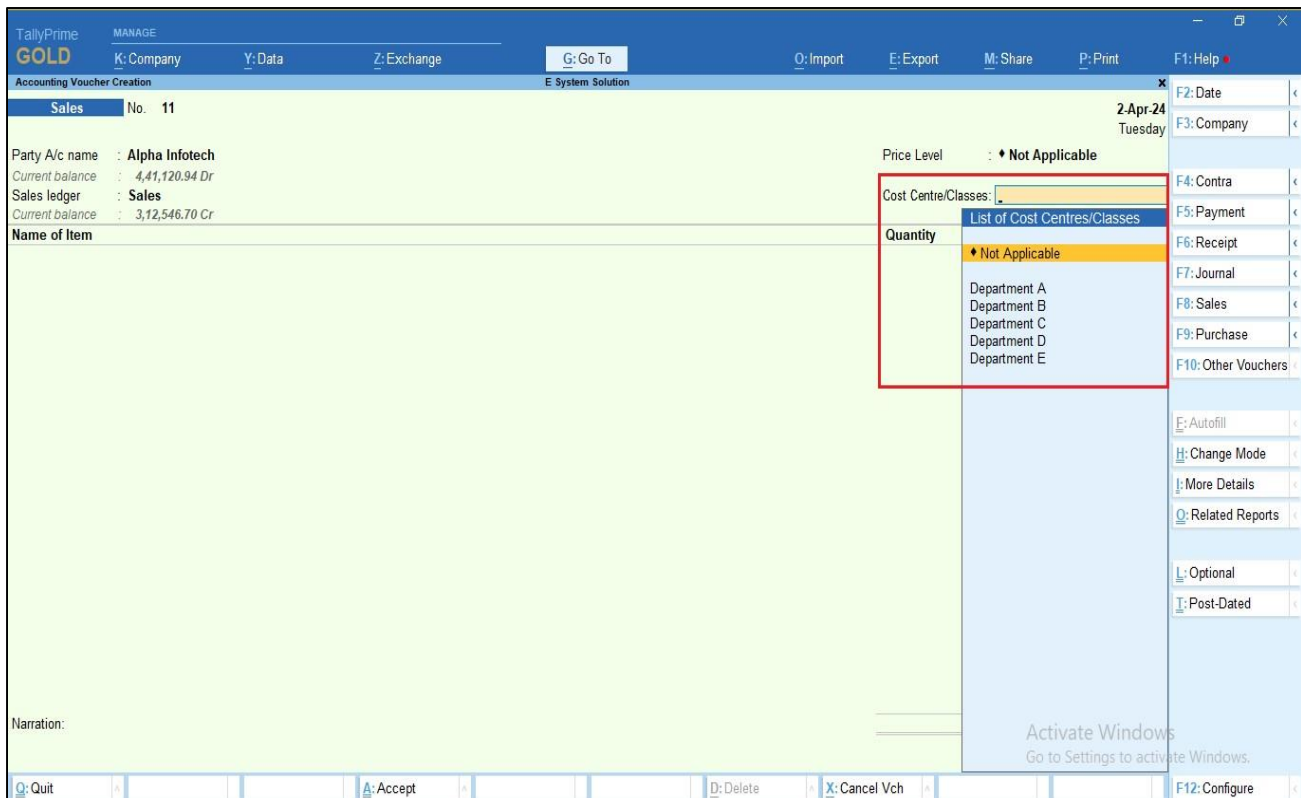 TallyPrime
GOLD
MANAGE
K: Company
Y: Data
Z: Exchange
G: Go To
O: Import
E: Export
M: Share
P: Print
F1: Help
Accounting Voucher Creation
E System Solution
x
Sales No. 11
2-Apr-24
Tuesday
Party A/c name : Alpha Infotech
Price Level : ♦ Not Applicable
Current balance : 4,41,120.94 Dr
Sales ledger : Sales
Cost Centre/Classes:
Current balance : 3,12,546.70 Cr
Name of Item
Quantity
List of Cost Centres/Classes
♦ Not Applicable
Department A
Department B
Department C
Department D
Department E
F2: Date
F3: Company
F4: Contra
F5: Payment
F6: Receipt
F7: Journal
F8: Sales
F9: Purchase
F10: Other Vouchers
F: Autofill
H: Change Mode
I: More Details
O: Related Reports
L: Optional
T: Post-Dated
Narration:
Activate Windows
Go to Settings to activate Windows.
Q: Quit
A: Accept
D: Delete
X: Cancel Vch
F12: Configure